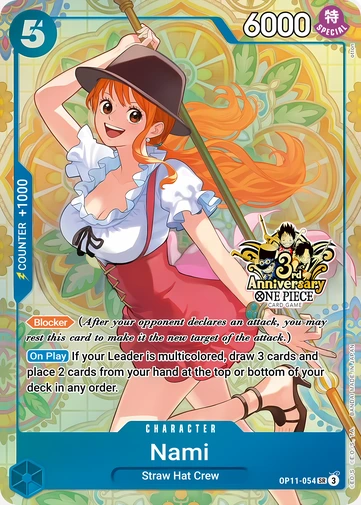 5
6000
特
SPECIAL
COUNTER +1000
3rd
Anniversary
ONE PIECE
CARD GAME
Blocker (After your opponent declares an attack, you may
rest this card to make it the new target of the attack.)
On Play If your Leader is multicolored, draw 3 cards and
place 2 cards from your hand at the top or bottom of your
deck in any order.
CHARACTER
Nami
Straw Hat Crew
OP11-054 SR 3